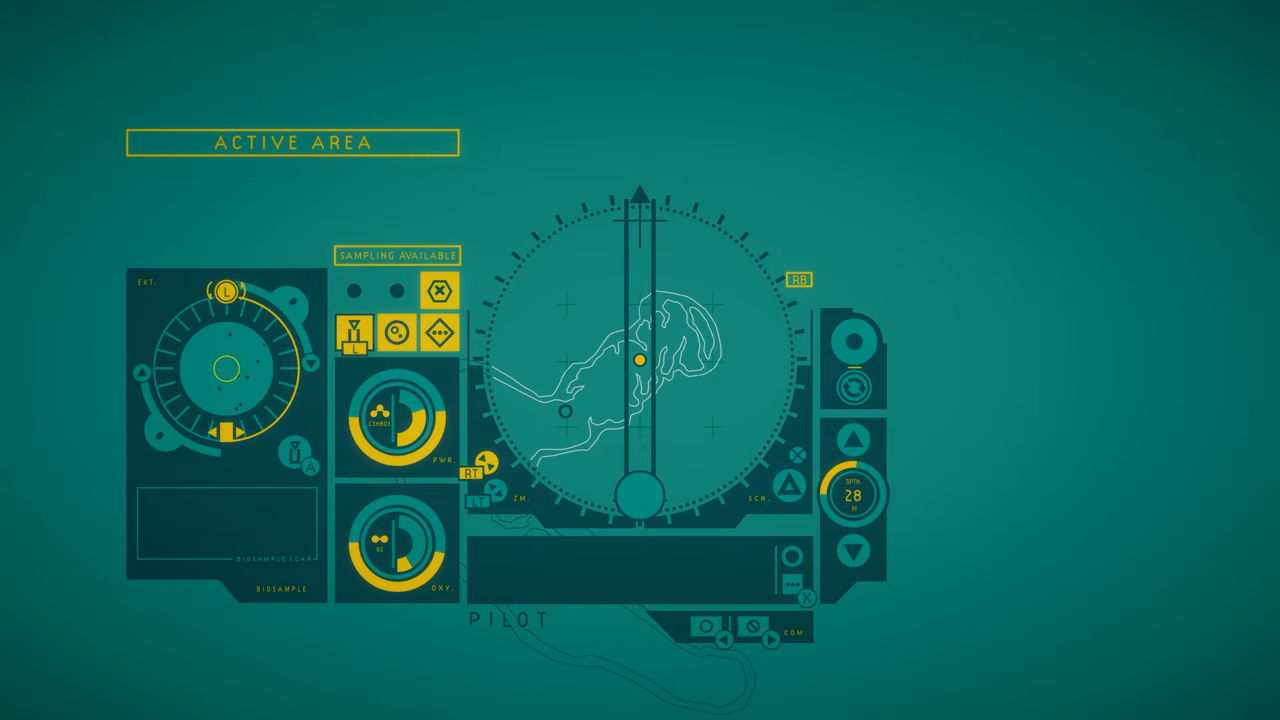 ACTIVE AREA
SAMPLING AVAILABLE
EXT.
L
RB
L
C3H8O3
PWR.
A
RT
LT
ZM.
SCN.
DPTH.
28
M
O2
OXY.
BIOSAMPLE SCAN
BIOSAMPLE
X
PILOT
COM.